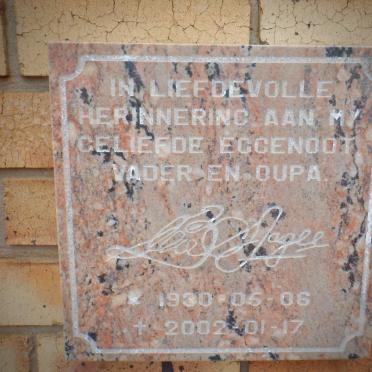 IN LIEFDEVOLLE
HERINNERING AAN MY
GELIEFDE EGGENOOT
VADER EN OUPA.
* 1930-05-06
+ 2002-01-17